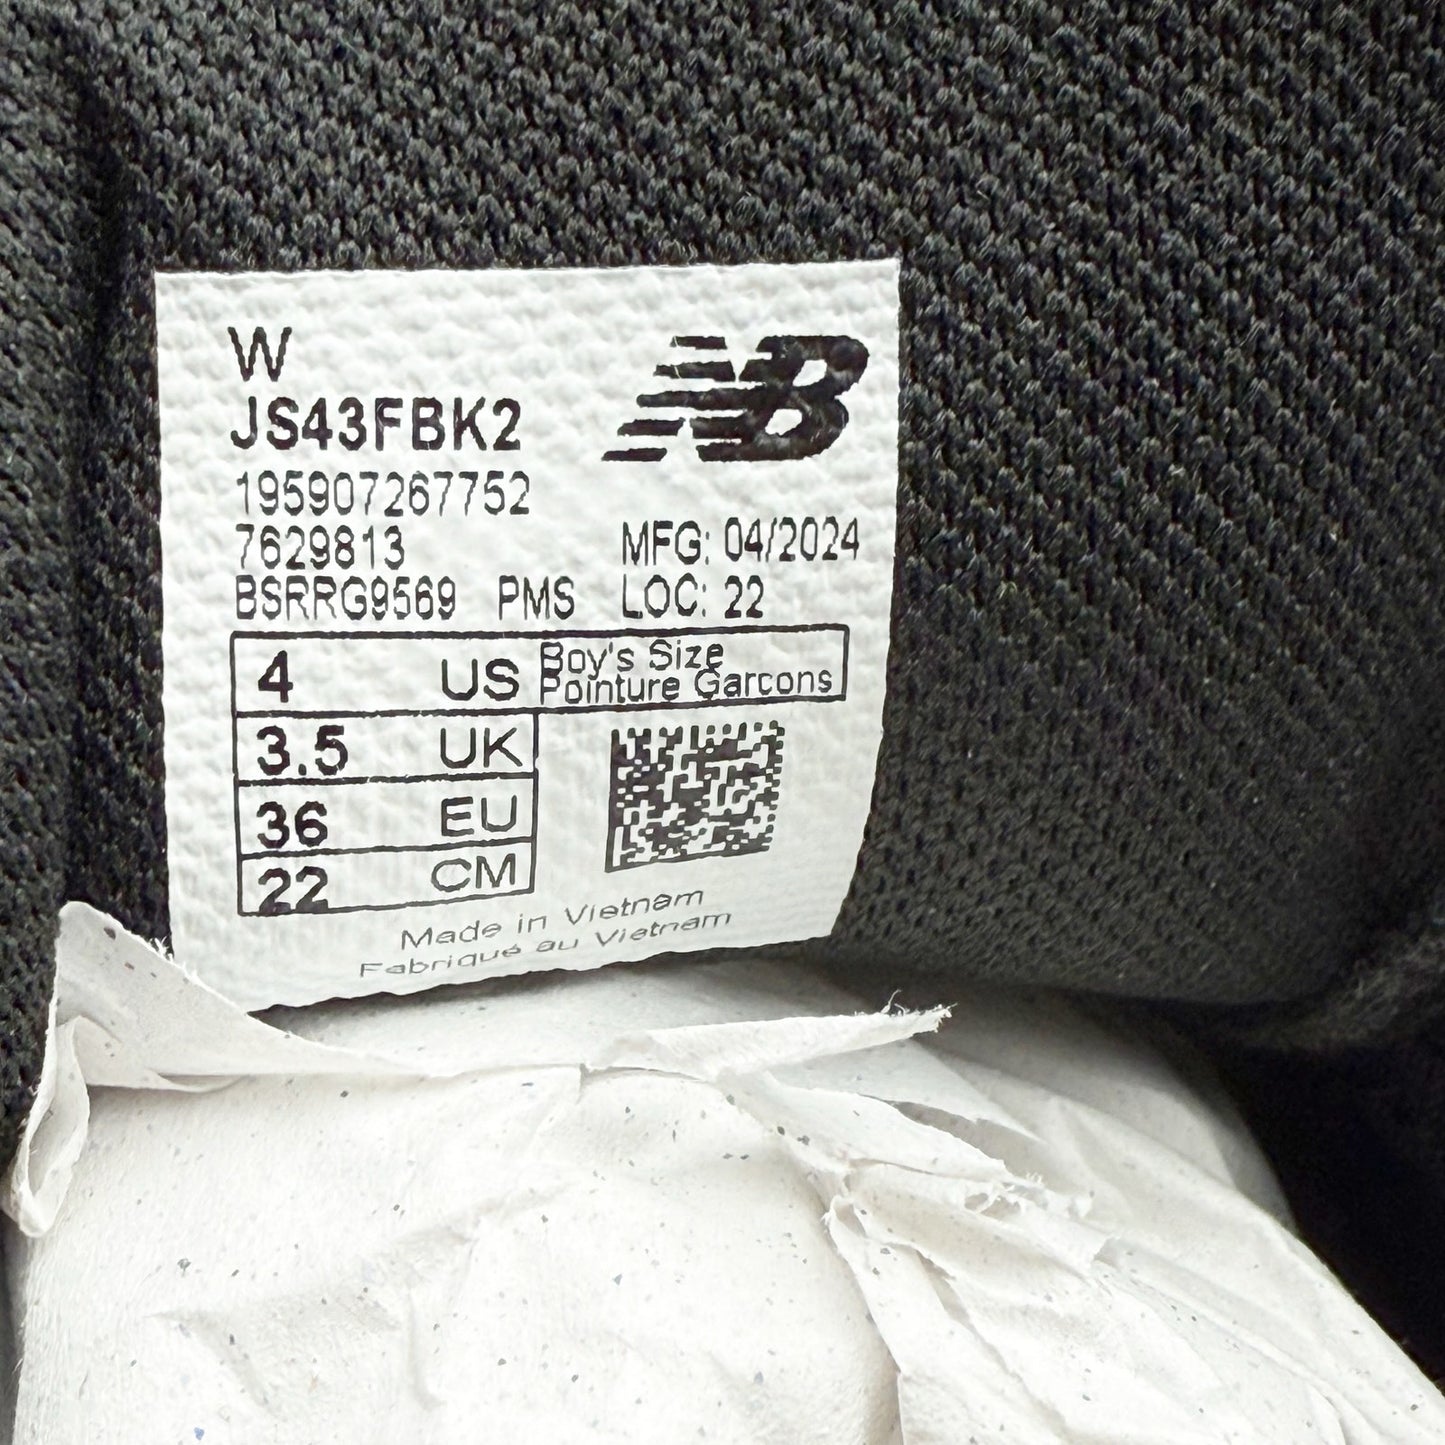 W
NB
JS43FBK2
195907267752
7629813 MFG: 04/2024
BSRRG9569 PMS LOC: 22
4 US Boy's Size
Pointure Garcons
3.5 UK
36 EU
22 CM
Made in Vietnam
Fabriqué au Vietnam